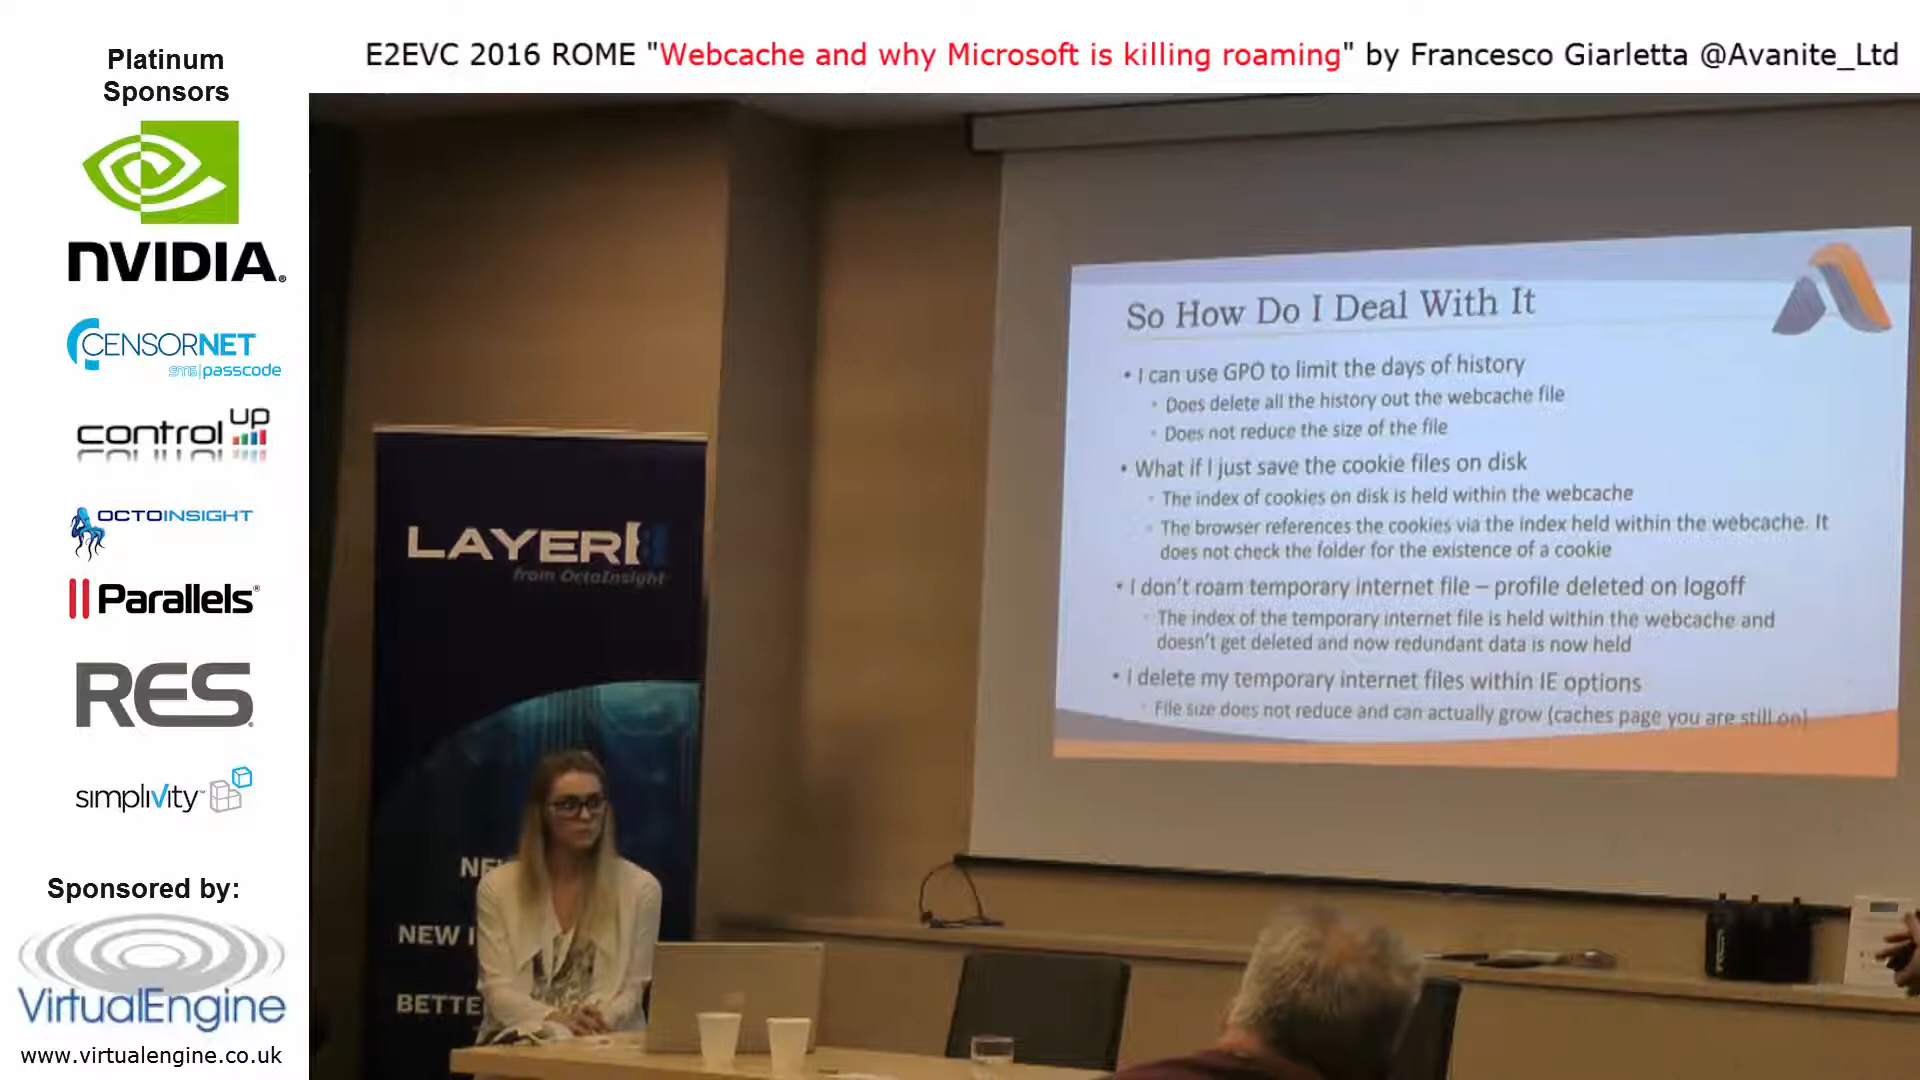 Platinum
Sponsors
E2EVC 2016 ROME "Webcache and why Microsoft is killing roaming" by Francesco Giarletta @Avanite_Ltd
NVIDIA®
CENSORNET
SMS|passcode
control up
OCTOINSIGHT
Parallels®
RES
simplivity
Sponsored by:
VirtualEngine
www.virtualengine.co.uk
LAYER8
from OctoInsight
NEW I
BETTE
So How Do I Deal With It
• I can use GPO to limit the days of history
• Does delete all the history out the webcache file
• Does not reduce the size of the file
• What if I just save the cookie files on disk
• The index of cookies on disk is held within the webcache
• The browser references the cookies via the index held within the webcache. It
does not check the folder for the existence of a cookie
• I don't roam temporary internet file – profile deleted on logoff
• The index of the temporary internet file is held within the webcache and
doesn't get deleted and now redundant data is now held
• I delete my temporary internet files within IE options
• File size does not reduce and can actually grow (caches page you are still on)